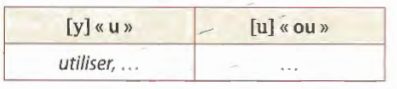 [y] « u » [u] « ou »
utiliser, ... ...